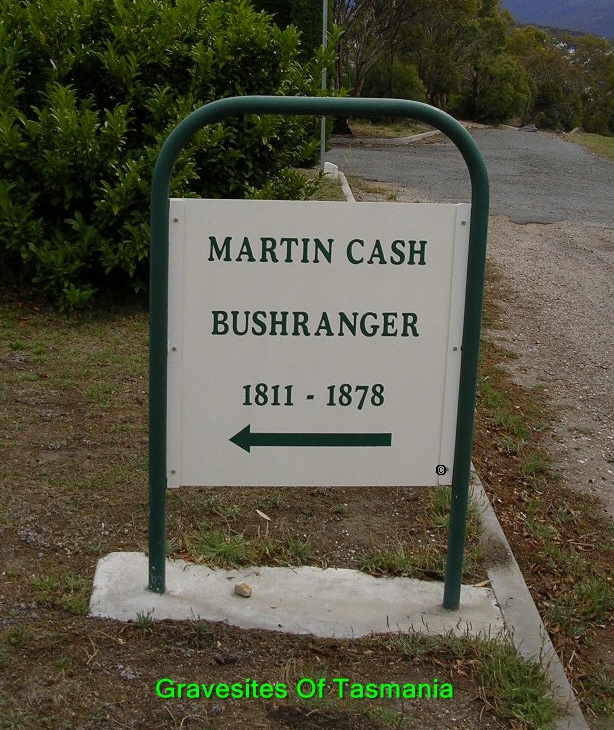 MARTIN CASH
BUSHRANGER
1811 - 1878
Gravesites Of Tasmania